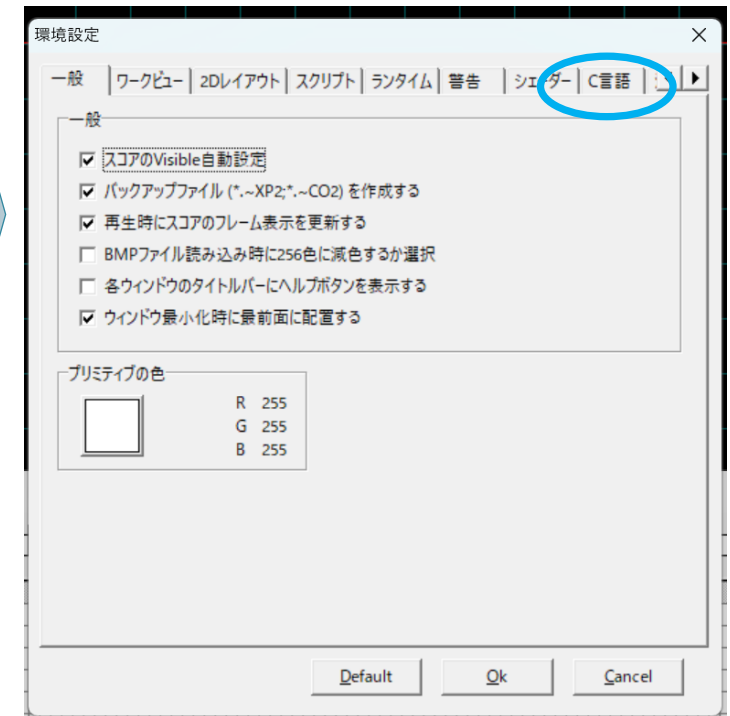 環境設定
一般 ワークビュー 2Dレイアウト スクリプト ランタイム 警告 シェーダー C言語
一般
スコアのVisible自動設定
バックアップファイル (*.~XP2;*.~CO2) を作成する
再生時にスコアのフレーム表示を更新する
BMPファイル読み込み時に256色に減色するか選択
各ウィンドウのタイトルバーにヘルプボタンを表示する
ウィンドウ最小化時に最前面に配置する
プリミティブの色
R 255
G 255
B 255
Default Ok Cancel